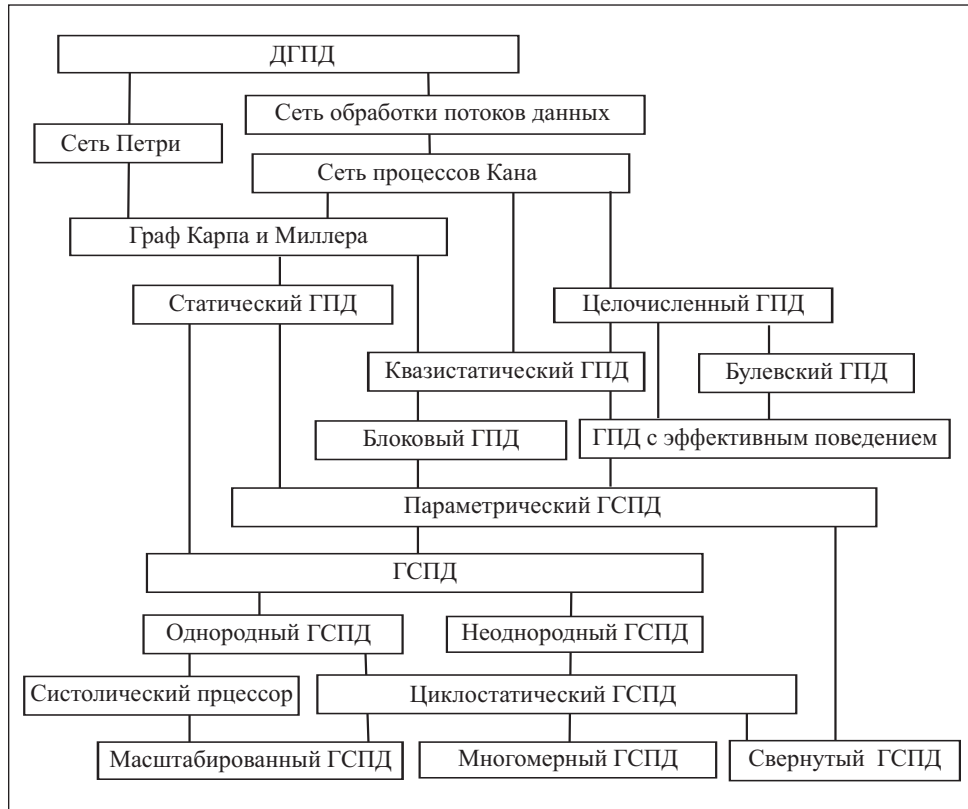 ДГПД
Сеть обработки потоков данных
Сеть Петри
Сеть процессов Кана
Граф Карпа и Миллера
Статический ГПД
Целочисленный ГПД
Квазистатический ГПД
Булевский ГПД
Блоковый ГПД
ГПД с эффективным поведением
Параметрический ГСПД
ГСПД
Однородный ГСПД
Неоднородный ГСПД
Систолический прцессор
Циклостатический ГСПД
Масштабированный ГСПД
Многомерный ГСПД
Свернутый ГСПД